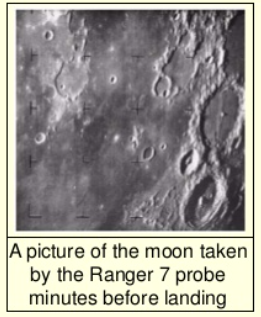 A picture of the moon taken
by the Ranger 7 probe
minutes before landing